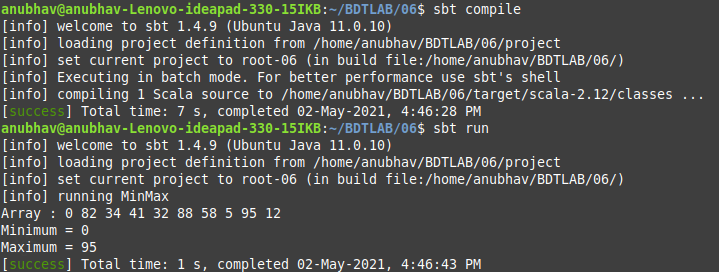 anubhav@anubhav-Lenovo-ideapad-330-15IKB:~/BDTLAB/06$ sbt compile
[info] welcome to sbt 1.4.9 (Ubuntu Java 11.0.10)
[info] loading project definition from /home/anubhav/BDTLAB/06/project
[info] set current project to root-06 (in build file:/home/anubhav/BDTLAB/06/)
[info] Executing in batch mode. For better performance use sbt's shell
[info] compiling 1 Scala source to /home/anubhav/BDTLAB/06/target/scala-2.12/classes ...
[success] Total time: 7 s, completed 02-May-2021, 4:46:28 PM
anubhav@anubhav-Lenovo-ideapad-330-15IKB:~/BDTLAB/06$ sbt run
[info] welcome to sbt 1.4.9 (Ubuntu Java 11.0.10)
[info] loading project definition from /home/anubhav/BDTLAB/06/project
[info] set current project to root-06 (in build file:/home/anubhav/BDTLAB/06/)
[info] running MinMax
Array : 0 82 34 41 32 88 58 5 95 12
Minimum = 0
Maximum = 95
[success] Total time: 1 s, completed 02-May-2021, 4:46:43 PM